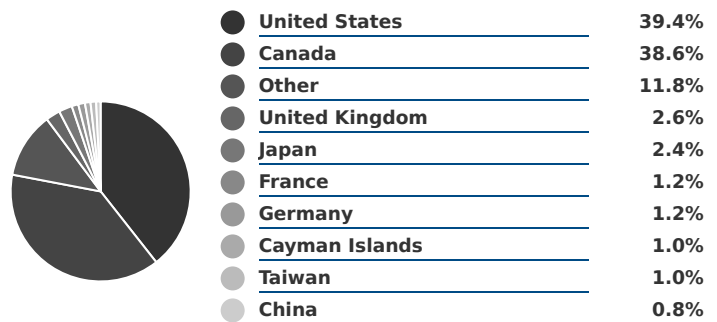 United States 39.4%
Canada 38.6%
Other 11.8%
United Kingdom 2.6%
Japan 2.4%
France 1.2%
Germany 1.2%
Cayman Islands 1.0%
Taiwan 1.0%
China 0.8%